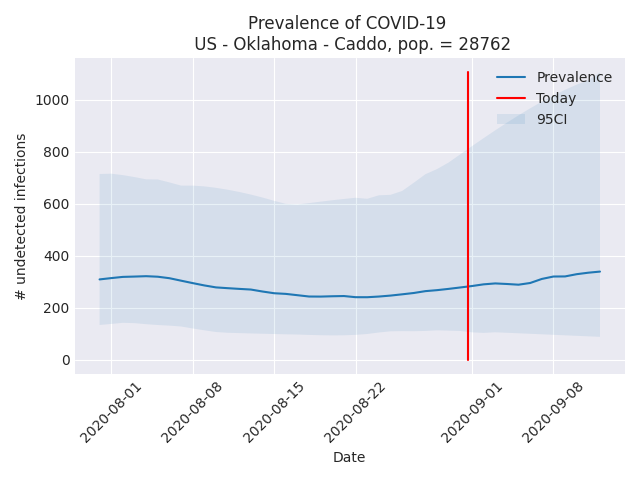 Prevalence of COVID-19
US - Oklahoma - Caddo, pop. = 28762
Prevalence
Today
95CI
# undetected infections
1000
800
600
400
200
0
2020-08-01
2020-08-08
2020-08-15
2020-08-22
2020-09-01
2020-09-08
Date